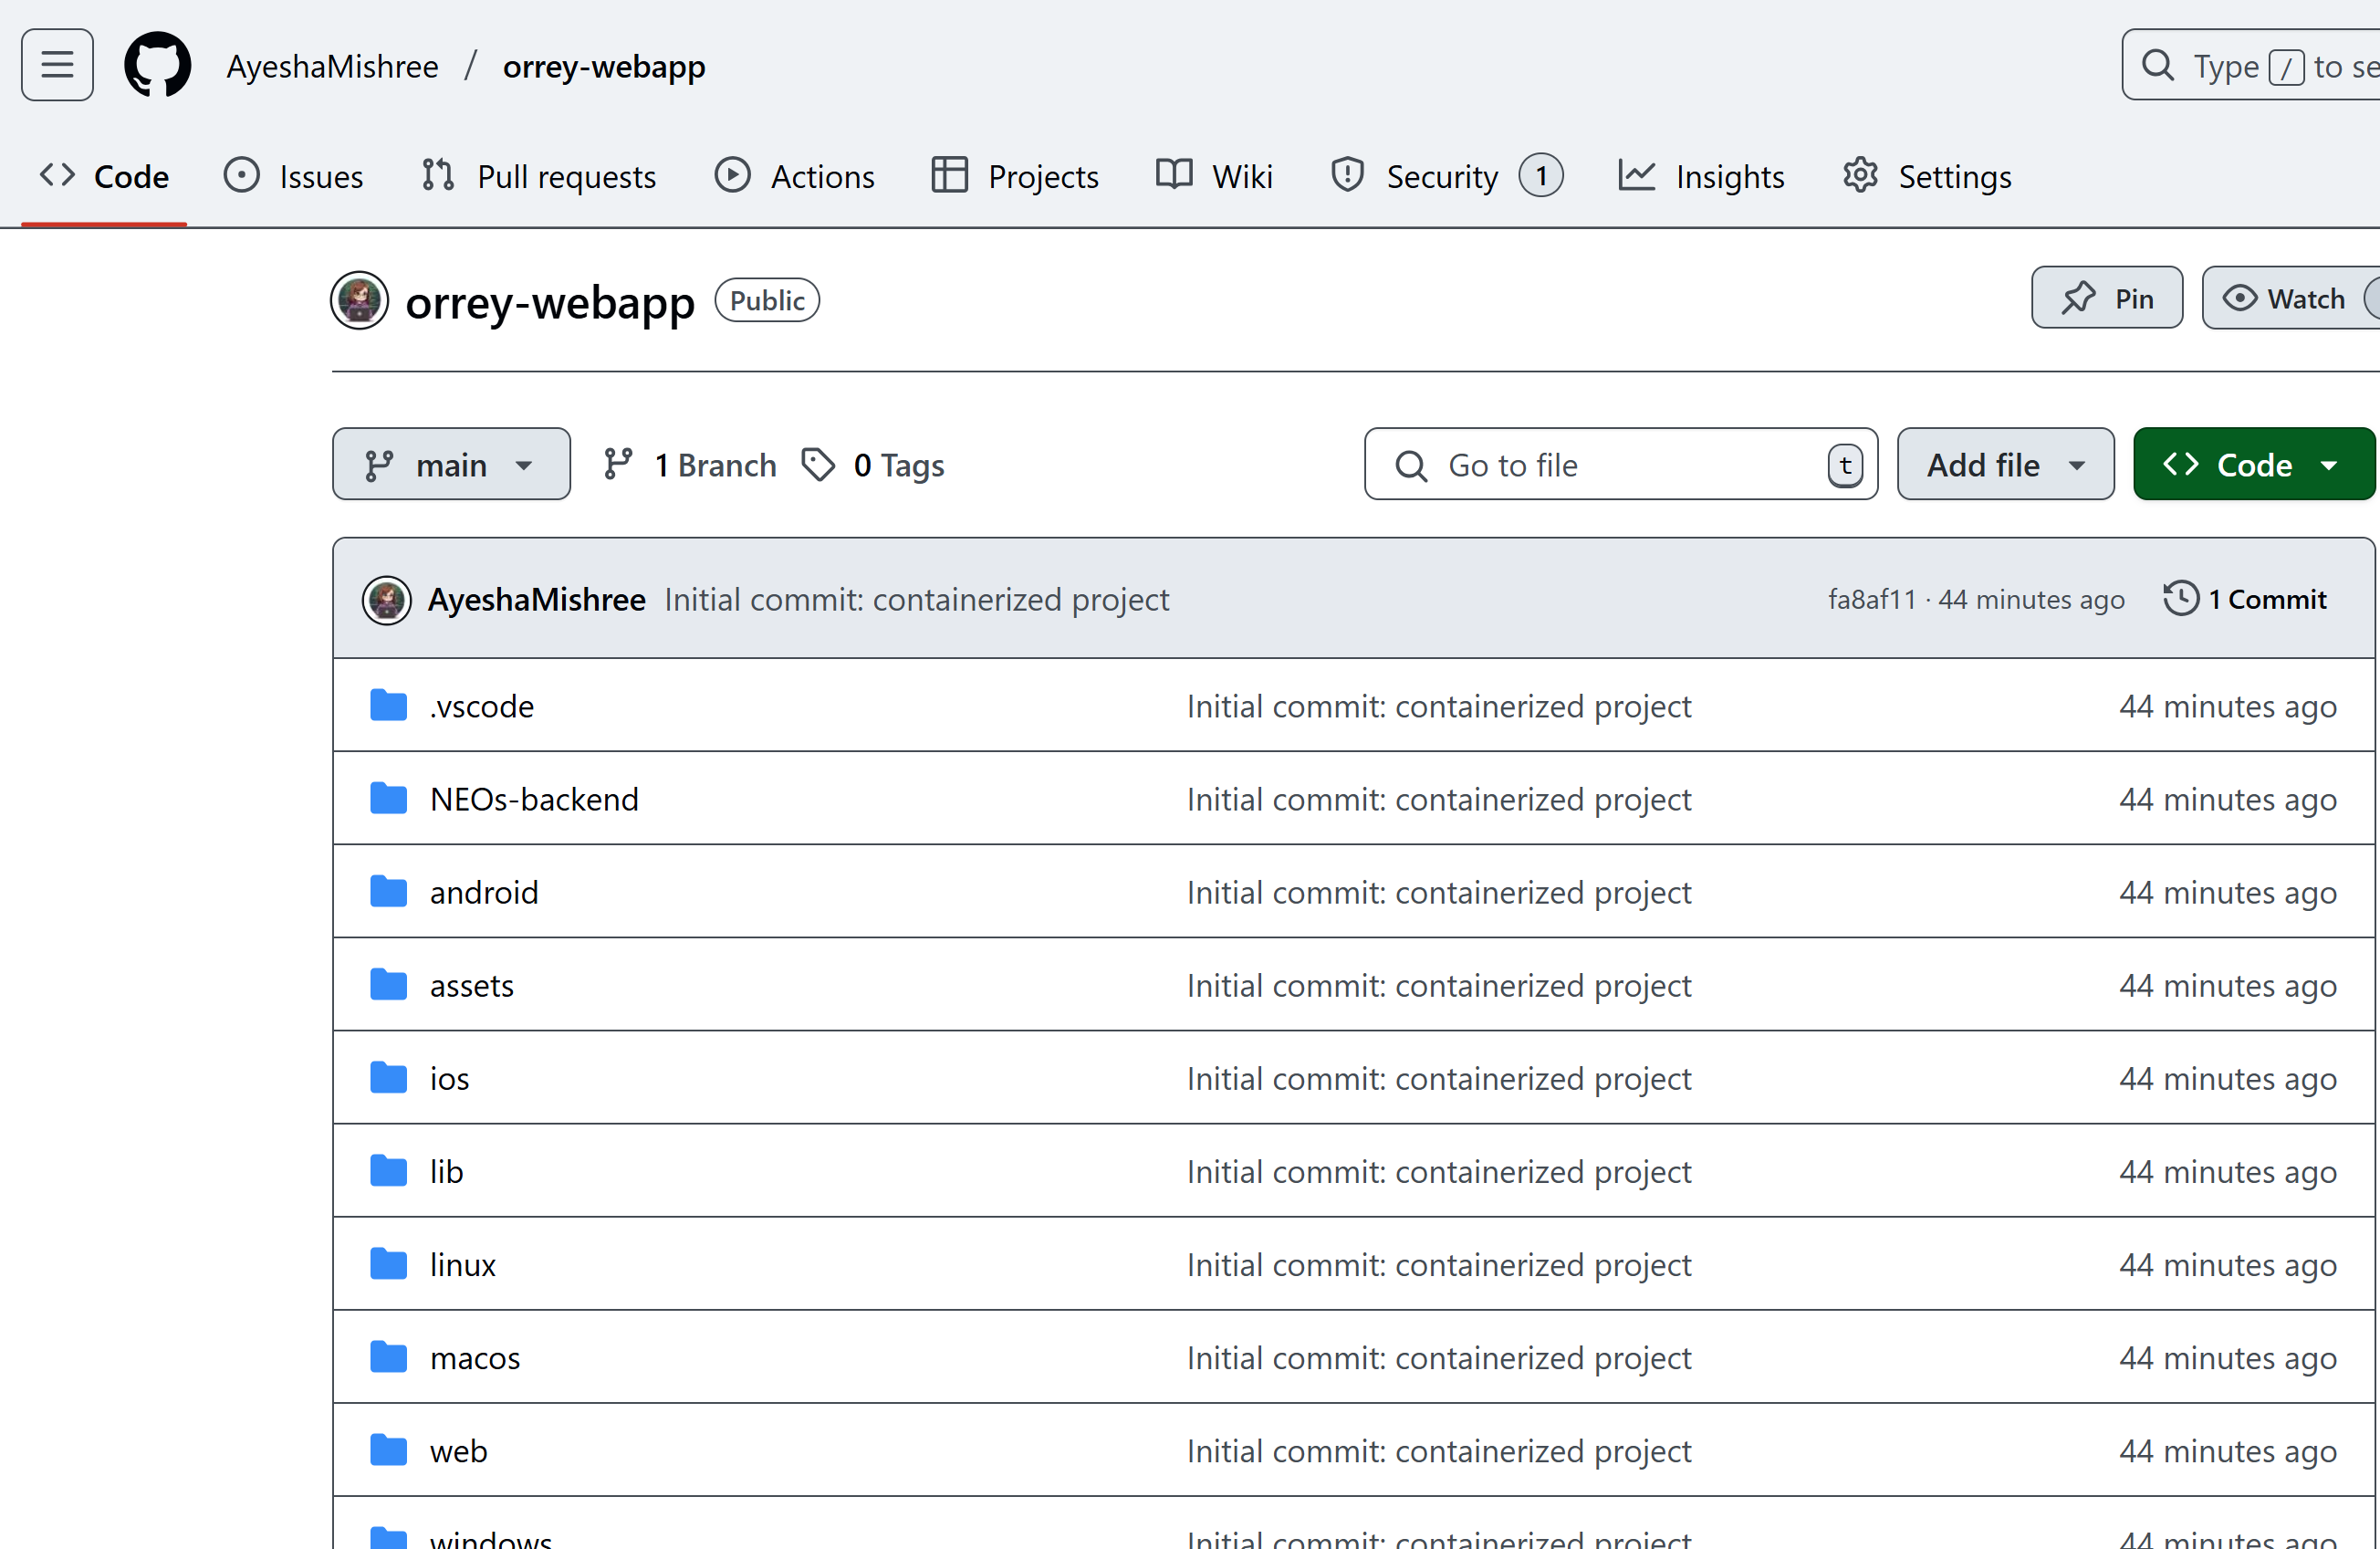 AyeshaMishree / orrey-webapp
Type / to se
Code Issues Pull requests Actions Projects Wiki Security 1 Insights Settings
orrey-webapp Public
Pin Watch
main 1 Branch 0 Tags Go to file t Add file Code
AyeshaMishree Initial commit: containerized project fa8af11 · 44 minutes ago 1 Commit
.vscode Initial commit: containerized project 44 minutes ago
NEOs-backend Initial commit: containerized project 44 minutes ago
android Initial commit: containerized project 44 minutes ago
assets Initial commit: containerized project 44 minutes ago
ios Initial commit: containerized project 44 minutes ago
lib Initial commit: containerized project 44 minutes ago
linux Initial commit: containerized project 44 minutes ago
macos Initial commit: containerized project 44 minutes ago
web Initial commit: containerized project 44 minutes ago
windows Initial commit: containerized project 44 minutes ago